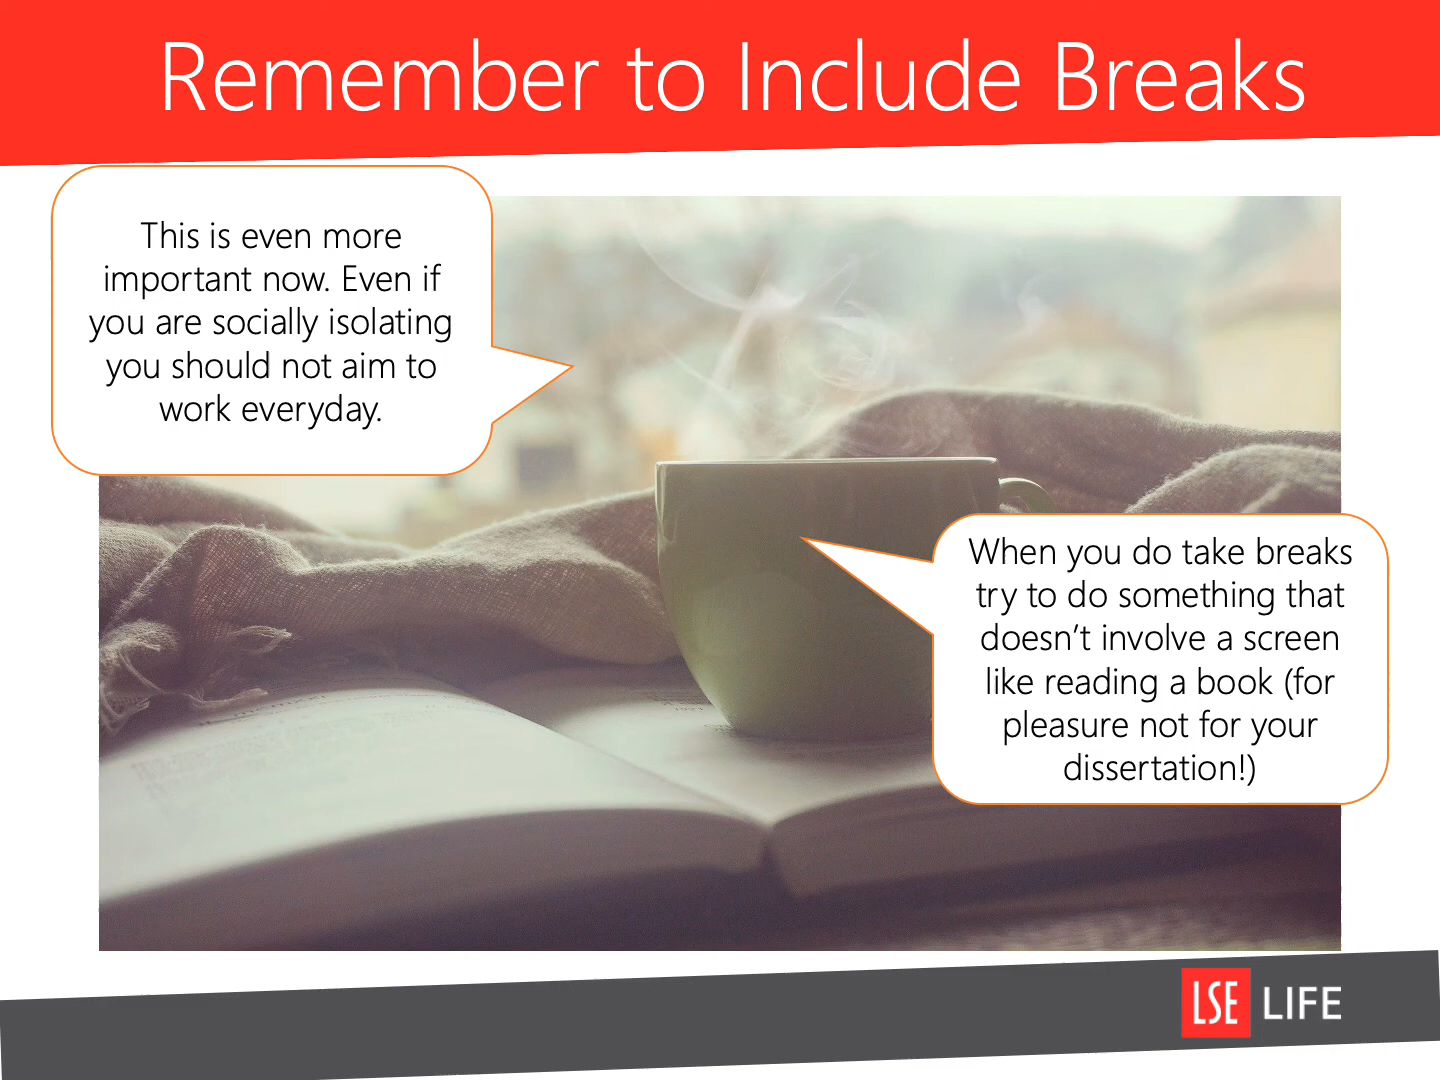 Remember to Include Breaks
This is even more
important now. Even if
you are socially isolating
you should not aim to
work everyday.
When you do take breaks
try to do something that
doesn't involve a screen
like reading a book (for
pleasure not for your
dissertation!)
LSE LIFE